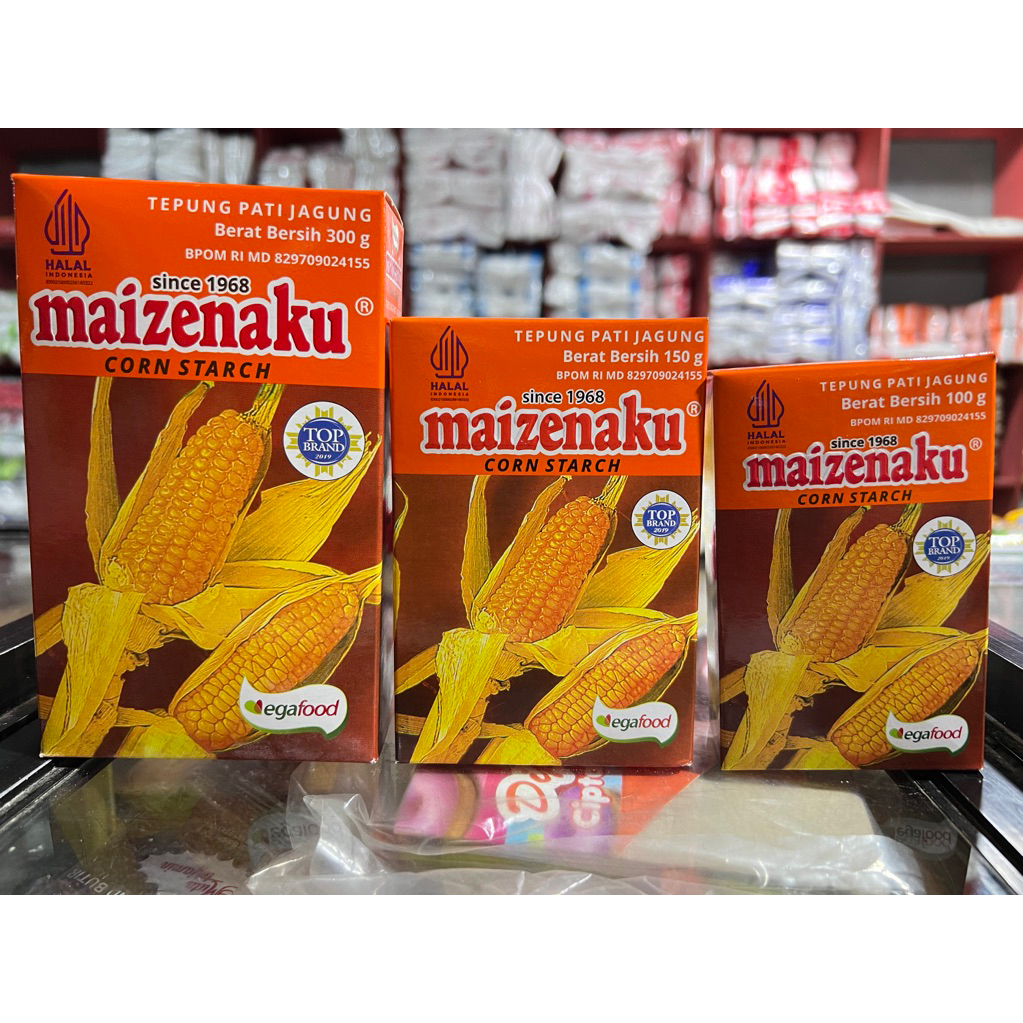 HALAL
INDONESIA
TEPUNG PATI JAGUNG
Berat Bersih 300 g
BPOM RI MD 829709024155
since 1968
maizenaku®
CORN STARCH
TOP
BRAND
2019
egafood
HALAL
INDONESIA
TEPUNG PATI JAGUNG
Berat Bersih 150 g
BPOM RI MD 829709024155
since 1968
maizenaku®
CORN STARCH
TOP
BRAND
2019
egafood
HALAL
INDONESIA
TEPUNG PATI JAGUNG
Berat Bersih 100 g
BPOM RI MD 829709024155
since 1968
maizenaku®
CORN STARCH
TOP
BRAND
2019
egafood